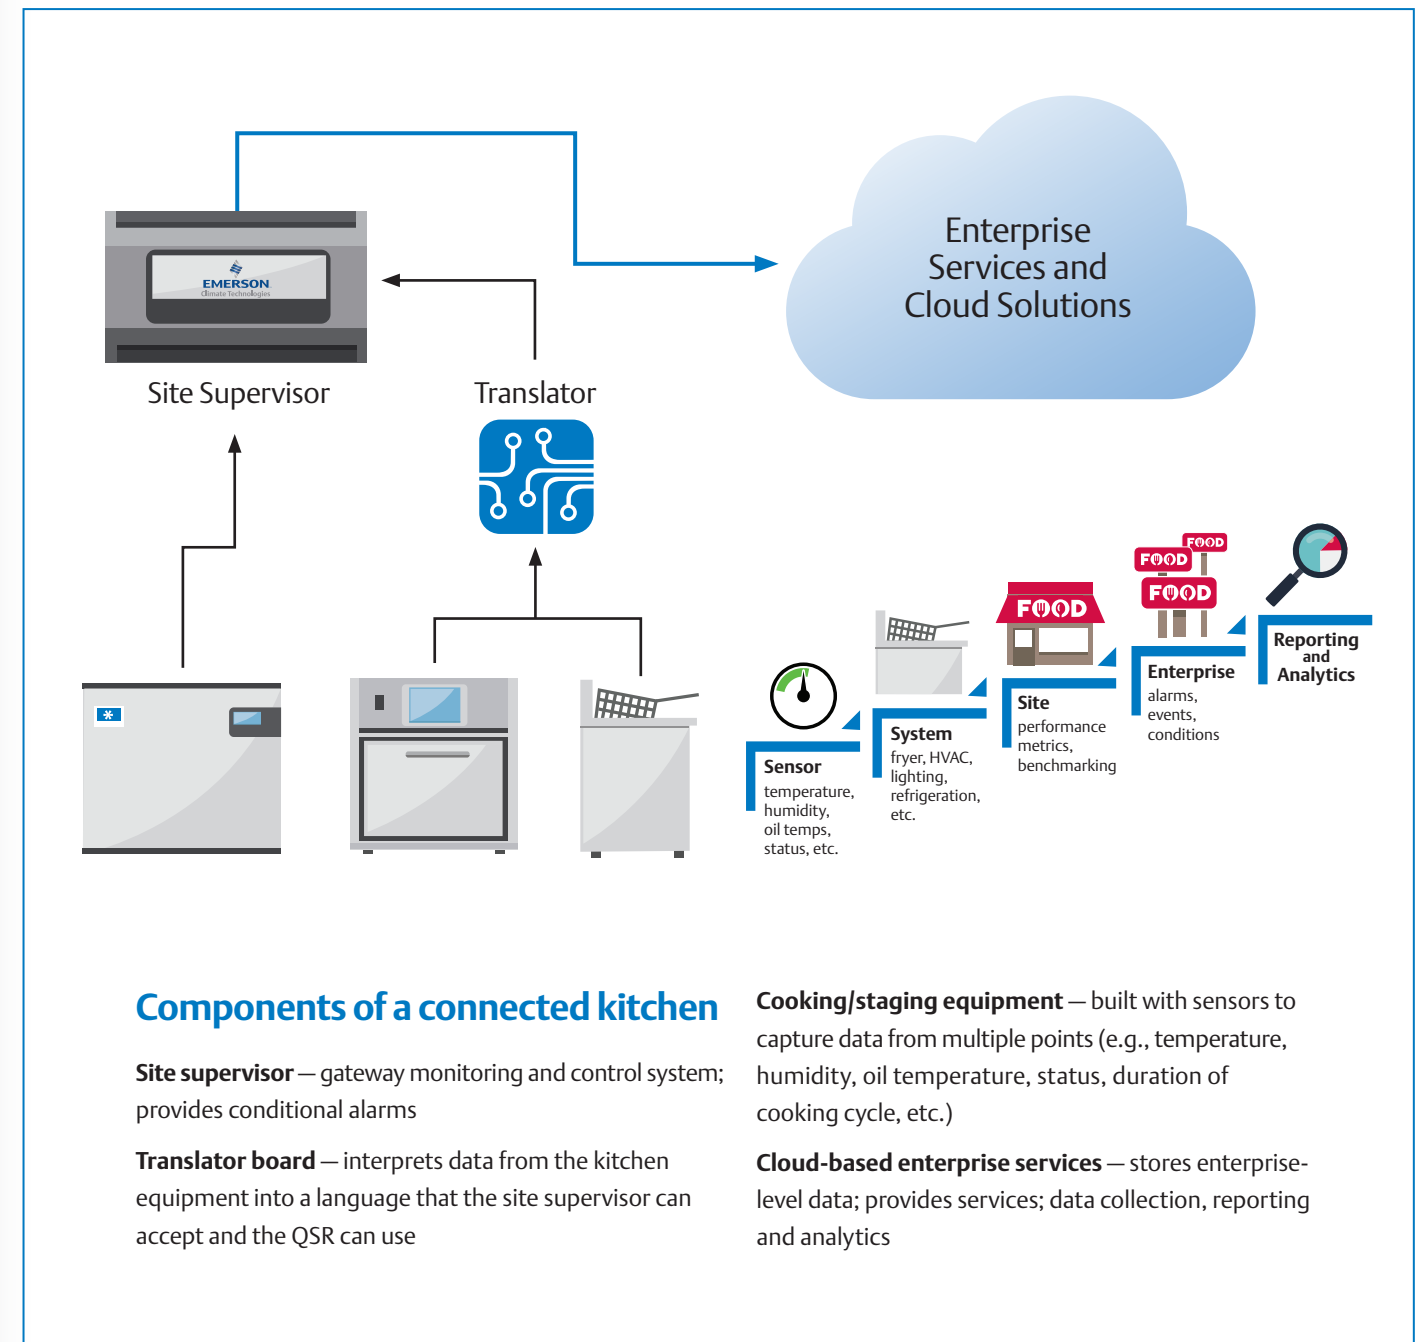 Enterprise
Services and
Cloud Solutions
EMERSON
Climate Technologies
Site Supervisor
Translator
FOOD
FOOD
FOOD
FOOD
Sensor
temperature,
humidity,
oil temps,
status, etc.
System
fryer, HVAC,
lighting,
refrigeration,
etc.
Site
performance
metrics,
benchmarking
Enterprise
alarms,
events,
conditions
Reporting
and
Analytics
Components of a connected kitchen
Site supervisor — gateway monitoring and control system;
provides conditional alarms
Translator board — interprets data from the kitchen
equipment into a language that the site supervisor can
accept and the QSR can use
Cooking/staging equipment — built with sensors to
capture data from multiple points (e.g., temperature,
humidity, oil temperature, status, duration of
cooking cycle, etc.)
Cloud-based enterprise services — stores enterprise-
level data; provides services; data collection, reporting
and analytics